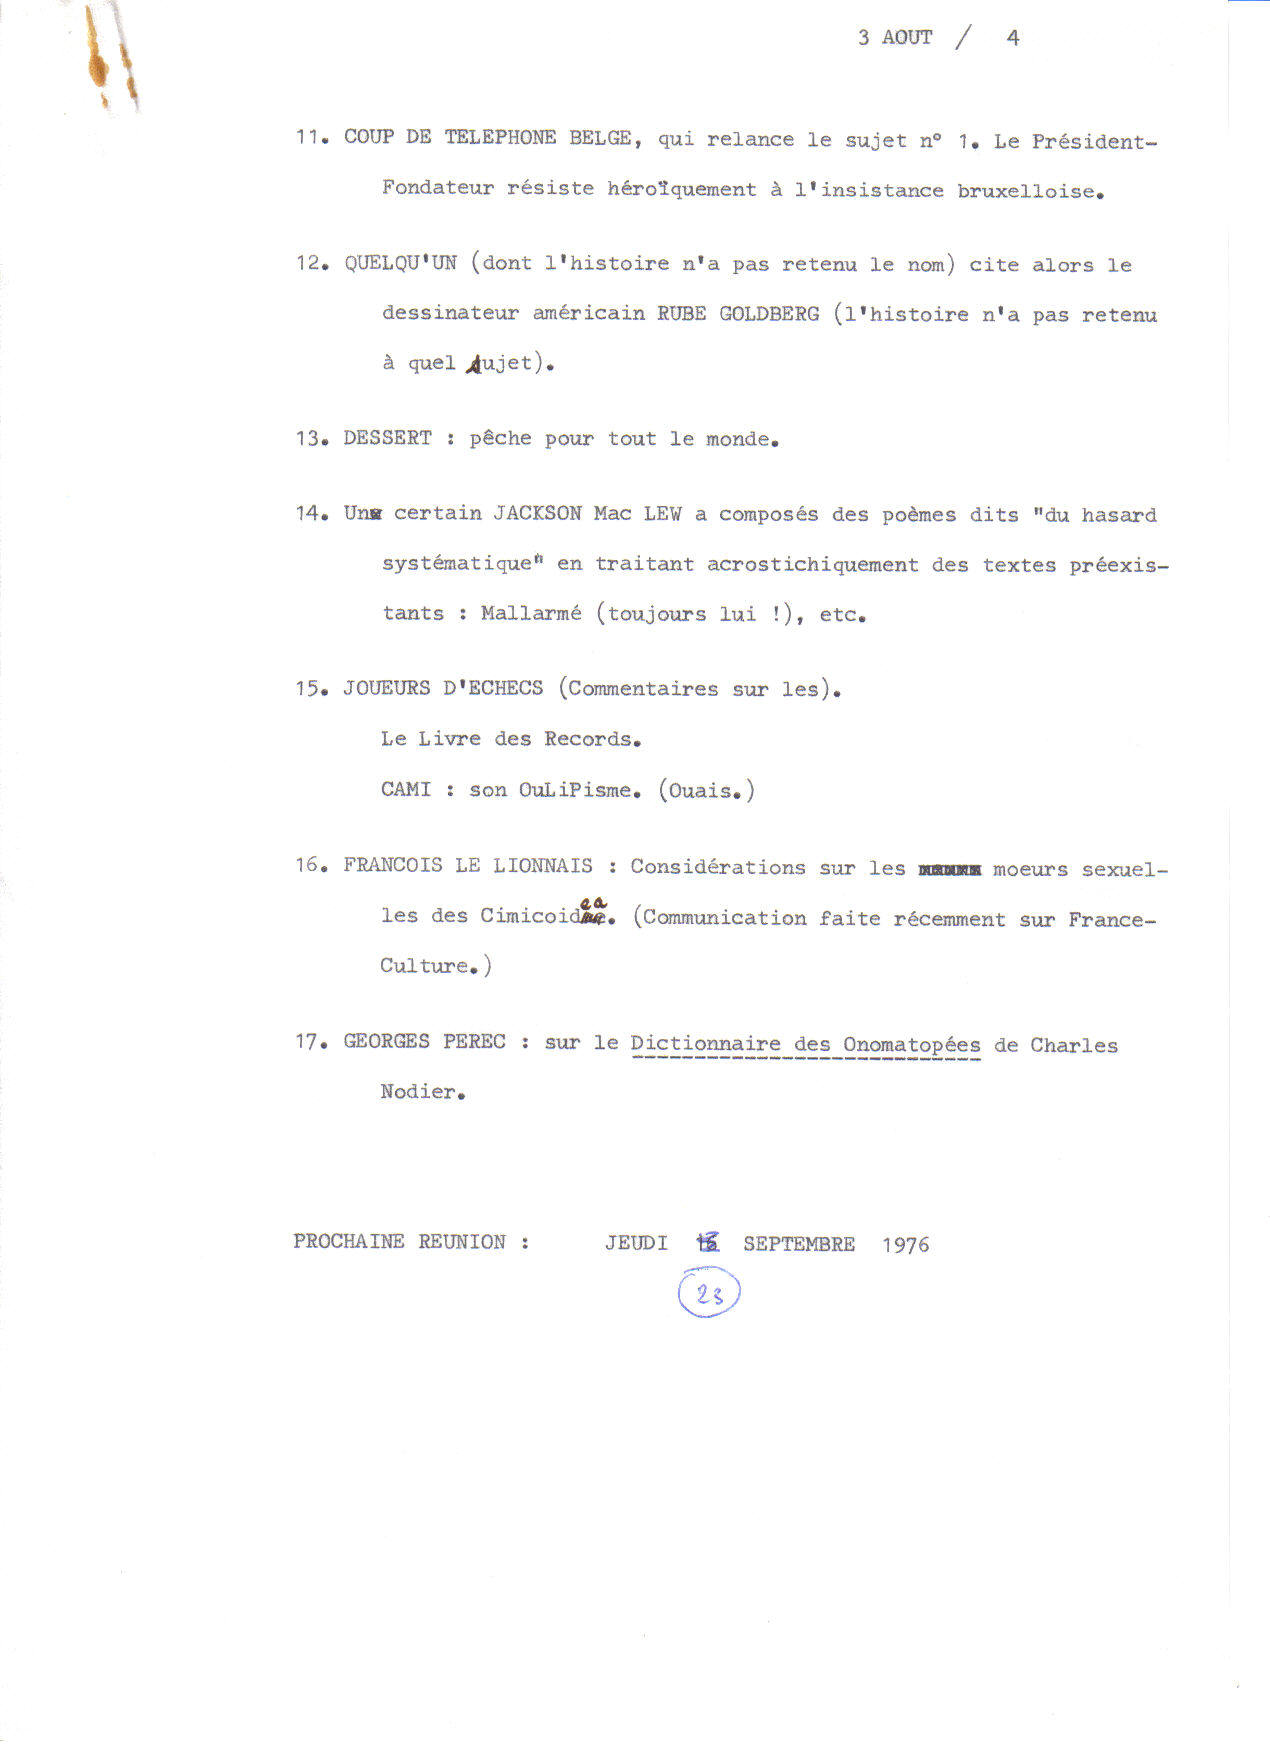 3 AOUT / 4
11. COUP DE TELEPHONE BELGE, qui relance le sujet n° 1. Le Président-
Fondateur résiste héroïquement à l'insistance bruxelloise.
12. QUELQU'UN (dont l'histoire n'a pas retenu le nom) cite alors le
dessinateur américain RUBE GOLDBERG (l'histoire n'a pas retenu
à quel sujet).
13. DESSERT : pêche pour tout le monde.
14. Un certain JACKSON Mac LEW a composés des poèmes dits "du hasard
systématique" en traitant acrostichiquement des textes préexis-
tants : Mallarmé (toujours lui !), etc.
15. JOUEURS D'ECHECS (Commentaires sur les).
Le Livre des Records.
CAMI : son OuLiPisme. (Ouais.)
16. FRANCOIS LE LIONNAIS : Considérations sur les moeurs sexuel-
les des Cimicoidea. (Communication faite récemment sur France-
Culture.)
17. GEORGES PEREC : sur le Dictionnaire des Onomatopées de Charles
Nodier.
PROCHAINE REUNION : JEUDI SEPTEMBRE 1976
23